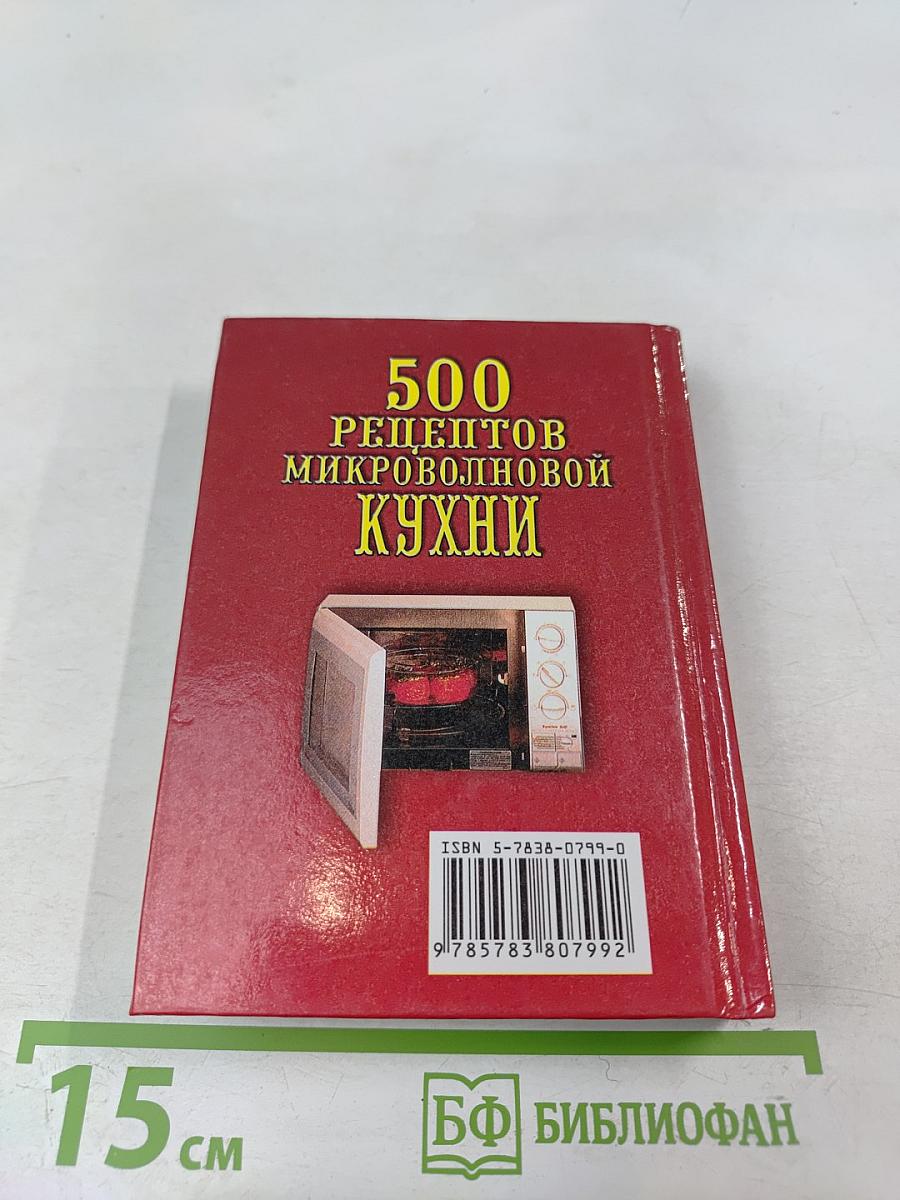 500
РЕЦЕПТОВ
МИКРОВОЛНОВОЙ
КУХНИ
ISBN 5-7838-0799-0
9 785783 807992
15 см
БФ БИБЛИОФАН